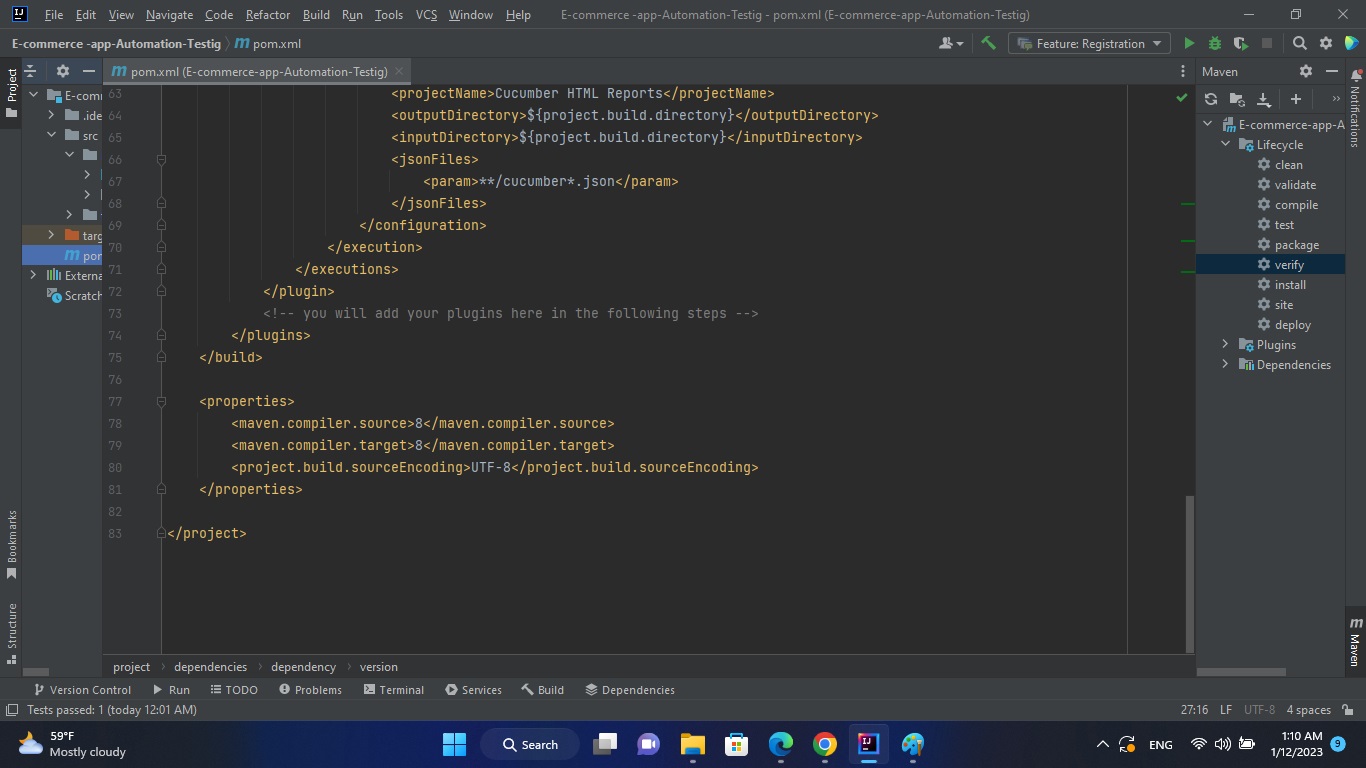 File Edit View Navigate Code Refactor Build Run Tools VCS Window Help E-commerce -app-Automation-Testig - pom.xml (E-commerce-app-Automation-Testig)
E-commerce -app-Automation-Testig pom.xml Feature: Registration
Project
pom.xml (E-commerce-app-Automation-Testig)
Maven
Notifications
E-comm
.ide
src
targ
pom
Externa
Scratch
63 <projectName>Cucumber HTML Reports</projectName>
64 <outputDirectory>${project.build.directory}</outputDirectory>
65 <inputDirectory>${project.build.directory}</inputDirectory>
66 <jsonFiles>
67 <param>**/cucumber*.json</param>
68 </jsonFiles>
69 </configuration>
70 </execution>
71 </executions>
72 </plugin>
73 <!-- you will add your plugins here in the following steps -->
74 </plugins>
75 </build>
76
77 <properties>
78 <maven.compiler.source>8</maven.compiler.source>
79 <maven.compiler.target>8</maven.compiler.target>
80 <project.build.sourceEncoding>UTF-8</project.build.sourceEncoding>
81 </properties>
82
83 </project>
E-commerce-app-A
Lifecycle
clean
validate
compile
test
package
verify
install
site
deploy
Plugins
Dependencies
Bookmarks
Structure
Maven
project dependencies dependency version
Version Control Run TODO Problems Terminal Services Build Dependencies
Tests passed: 1 (today 12:01 AM) 27:16 LF UTF-8 4 spaces
59°F
Mostly cloudy
Search
ENG
1:10 AM
1/12/2023
9